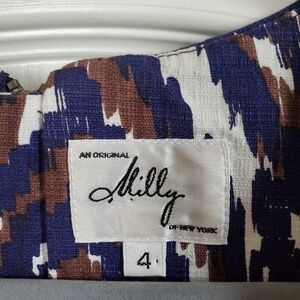 AN ORIGINAL
Milly
OF NEW YORK
4